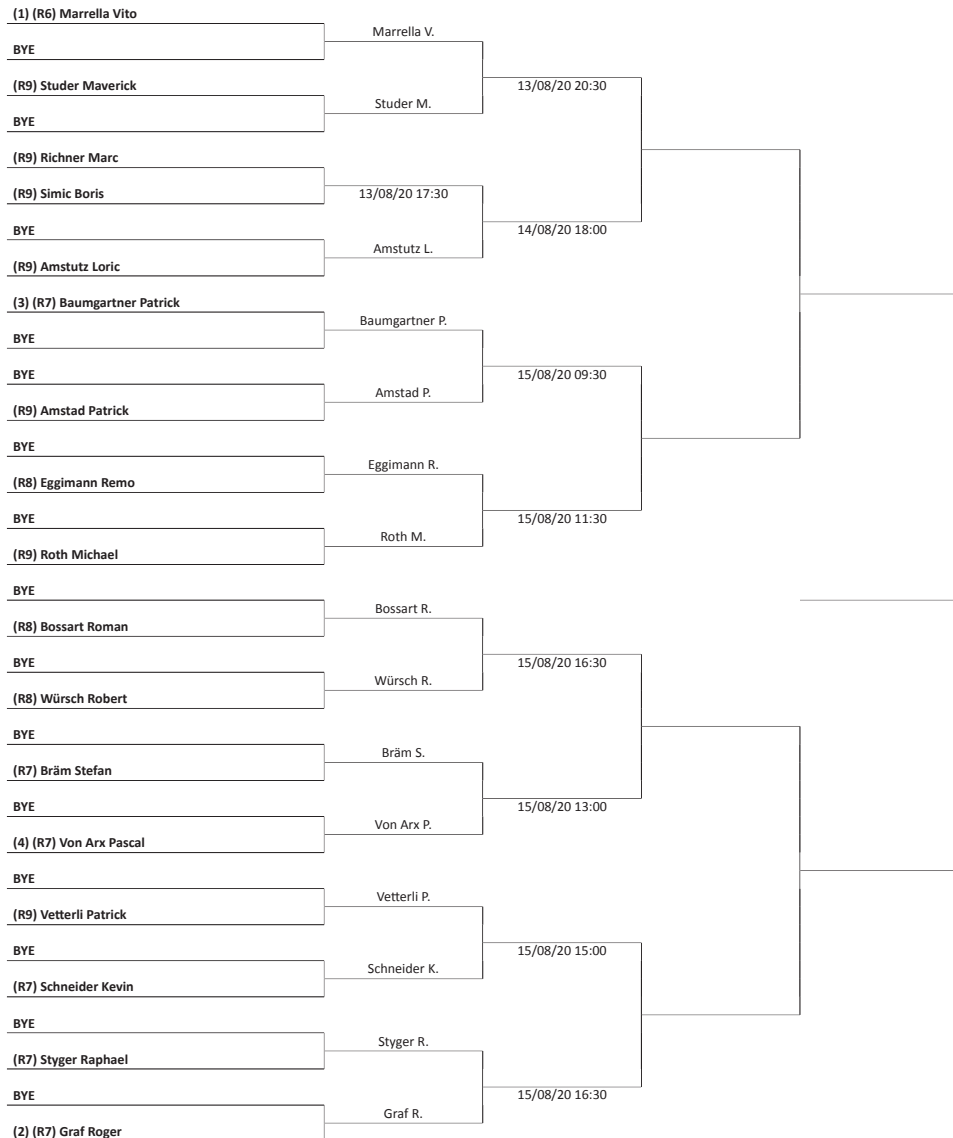 (1) (R6) Marrella Vito
Marrella V.
BYE
(R9) Studer Maverick
13/08/20 20:30
Studer M.
BYE
(R9) Richner Marc
(R9) Simic Boris
13/08/20 17:30
BYE
14/08/20 18:00
Amstutz L.
(R9) Amstutz Loric
(3) (R7) Baumgartner Patrick
Baumgartner P.
BYE
BYE
15/08/20 09:30
Amstad P.
(R9) Amstad Patrick
BYE
Eggimann R.
(R8) Eggimann Remo
BYE
15/08/20 11:30
Roth M.
(R9) Roth Michael
BYE
Bossart R.
(R8) Bossart Roman
BYE
15/08/20 16:30
Würsch R.
(R8) Würsch Robert
BYE
Bräm S.
(R7) Bräm Stefan
BYE
15/08/20 13:00
Von Arx P.
(4) (R7) Von Arx Pascal
BYE
Vetterli P.
(R9) Vetterli Patrick
BYE
15/08/20 15:00
Schneider K.
(R7) Schneider Kevin
BYE
Styger R.
(R7) Styger Raphael
BYE
15/08/20 16:30
Graf R.
(2) (R7) Graf Roger